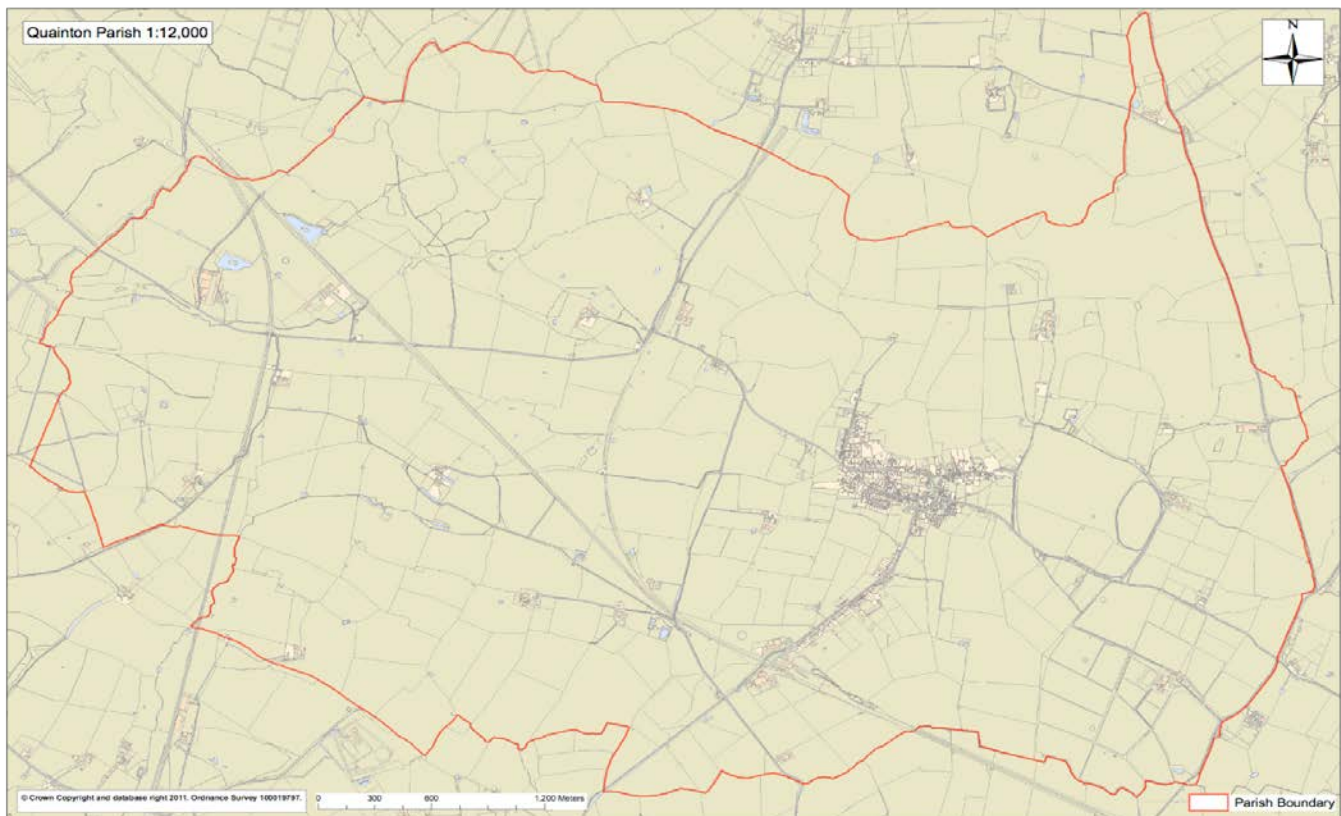 Quainton Parish 1:12,000
N
© Crown Copyright and database right 2011. Ordnance Survey 100019797.
0 300 600 1,200 Meters
Parish Boundary